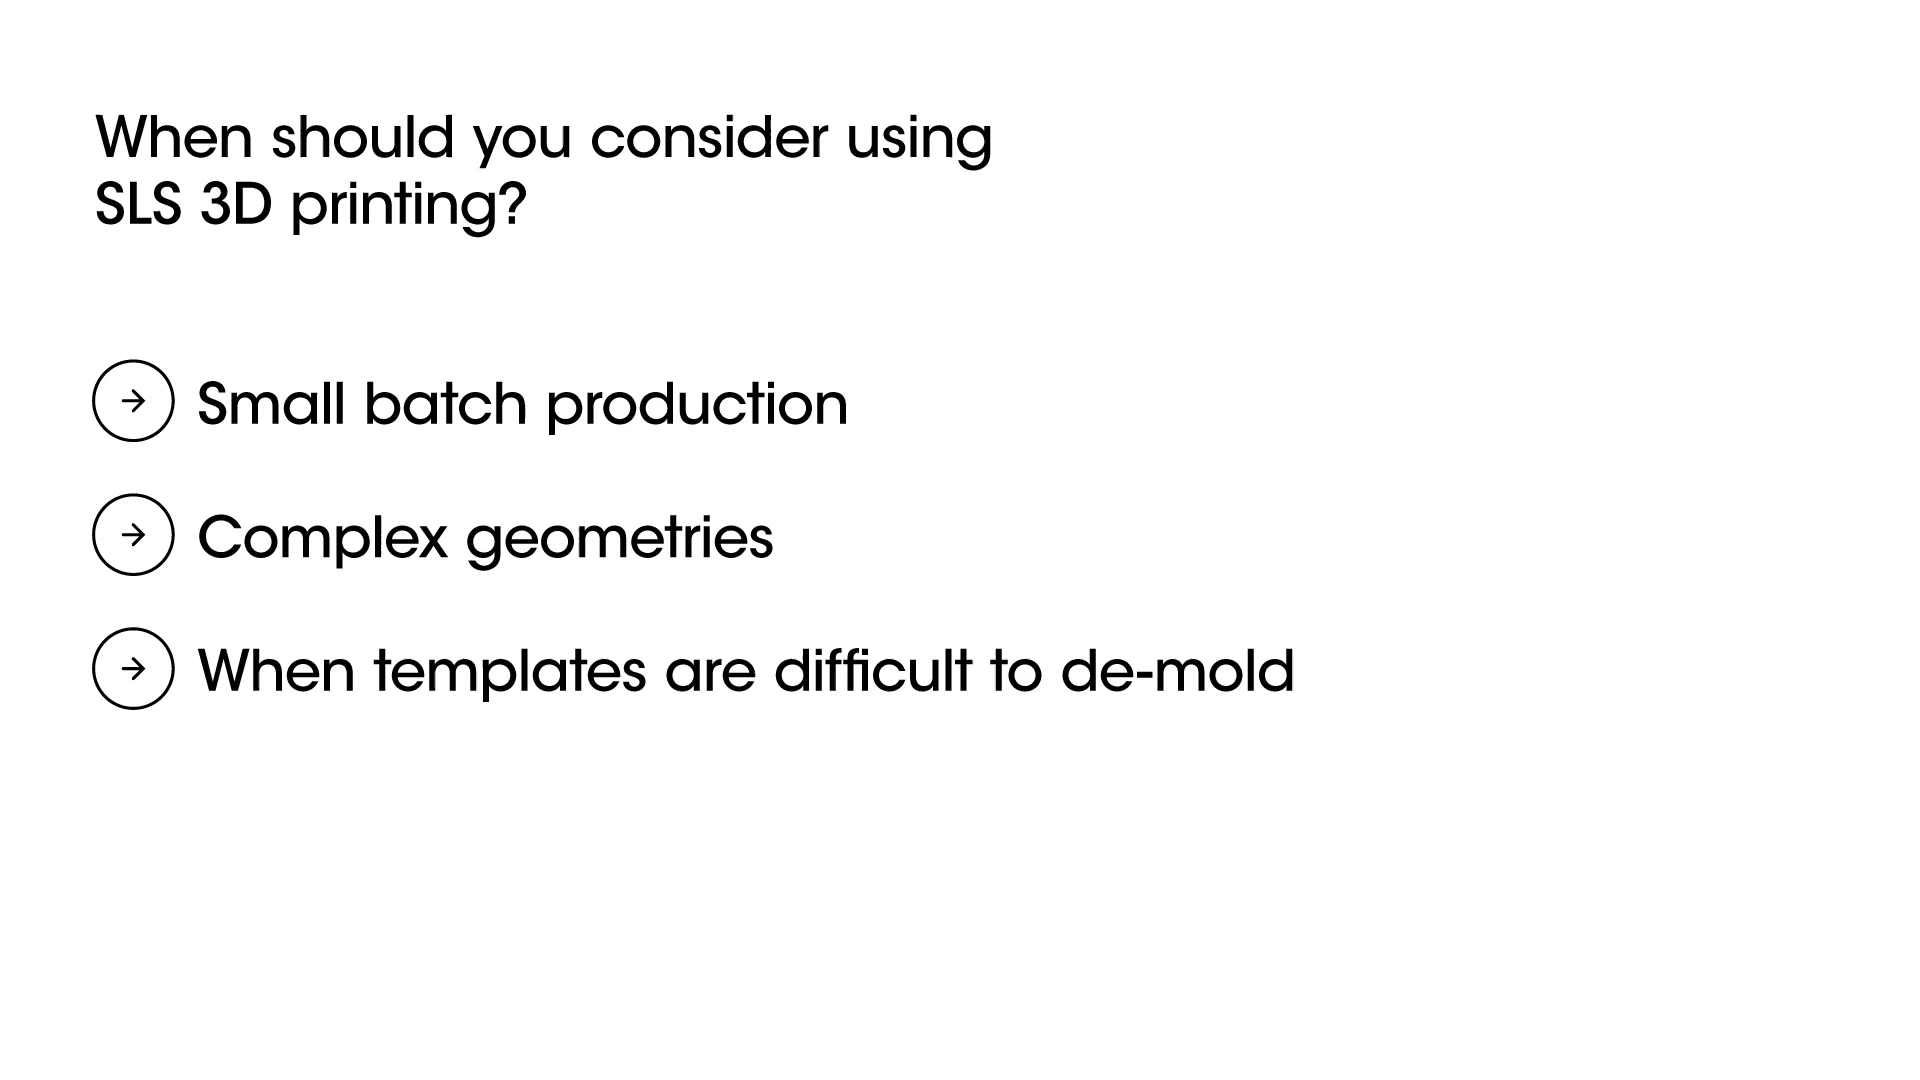 When should you consider using
SLS 3D printing?
Small batch production
Complex geometries
When templates are difficult to de-mold